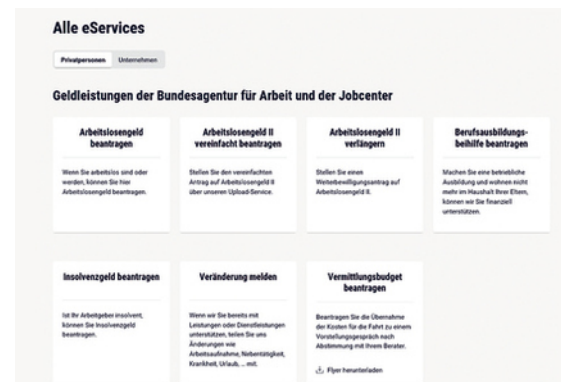 Alle eServices
Privatpersonen Unternehmen
Geldleistungen der Bundesagentur für Arbeit und der Jobcenter
Arbeitslosengeld
beantragen
Wenn Sie arbeitslos sind oder
werden, können Sie hier
Arbeitslosengeld beantragen.
Arbeitslosengeld II
vereinfacht beantragen
Stellen Sie den vereinfachten
Antrag auf Arbeitslosengeld II
über unseren Upload-Service.
Arbeitslosengeld II
verlängern
Stellen Sie einen
Weiterbewilligungsantrag auf
Arbeitslosengeld II.
Berufsausbildungs-
beihilfe beantragen
Machen Sie eine betriebliche
Ausbildung und wohnen nicht
mehr im Haushalt Ihrer Eltern,
können wir Sie finanziell
unterstützen.
Insolvenzgeld beantragen
Ist Ihr Arbeitgeber insolvent,
können Sie Insolvenzgeld
beantragen.
Veränderung melden
Wenn wir Sie bereits mit
Leistungen oder Dienstleistungen
unterstützen, teilen Sie uns
Änderungen wie
Arbeitsaufnahme, Nebentätigkeit,
Krankheit, Urlaub, ... mit.
Vermittlungsbudget
beantragen
Beantragen Sie die Übernahme
der Kosten für die Fahrt zu einem
Vorstellungsgespräch nach
Abstimmung mit Ihrem Berater.
Flyer herunterladen